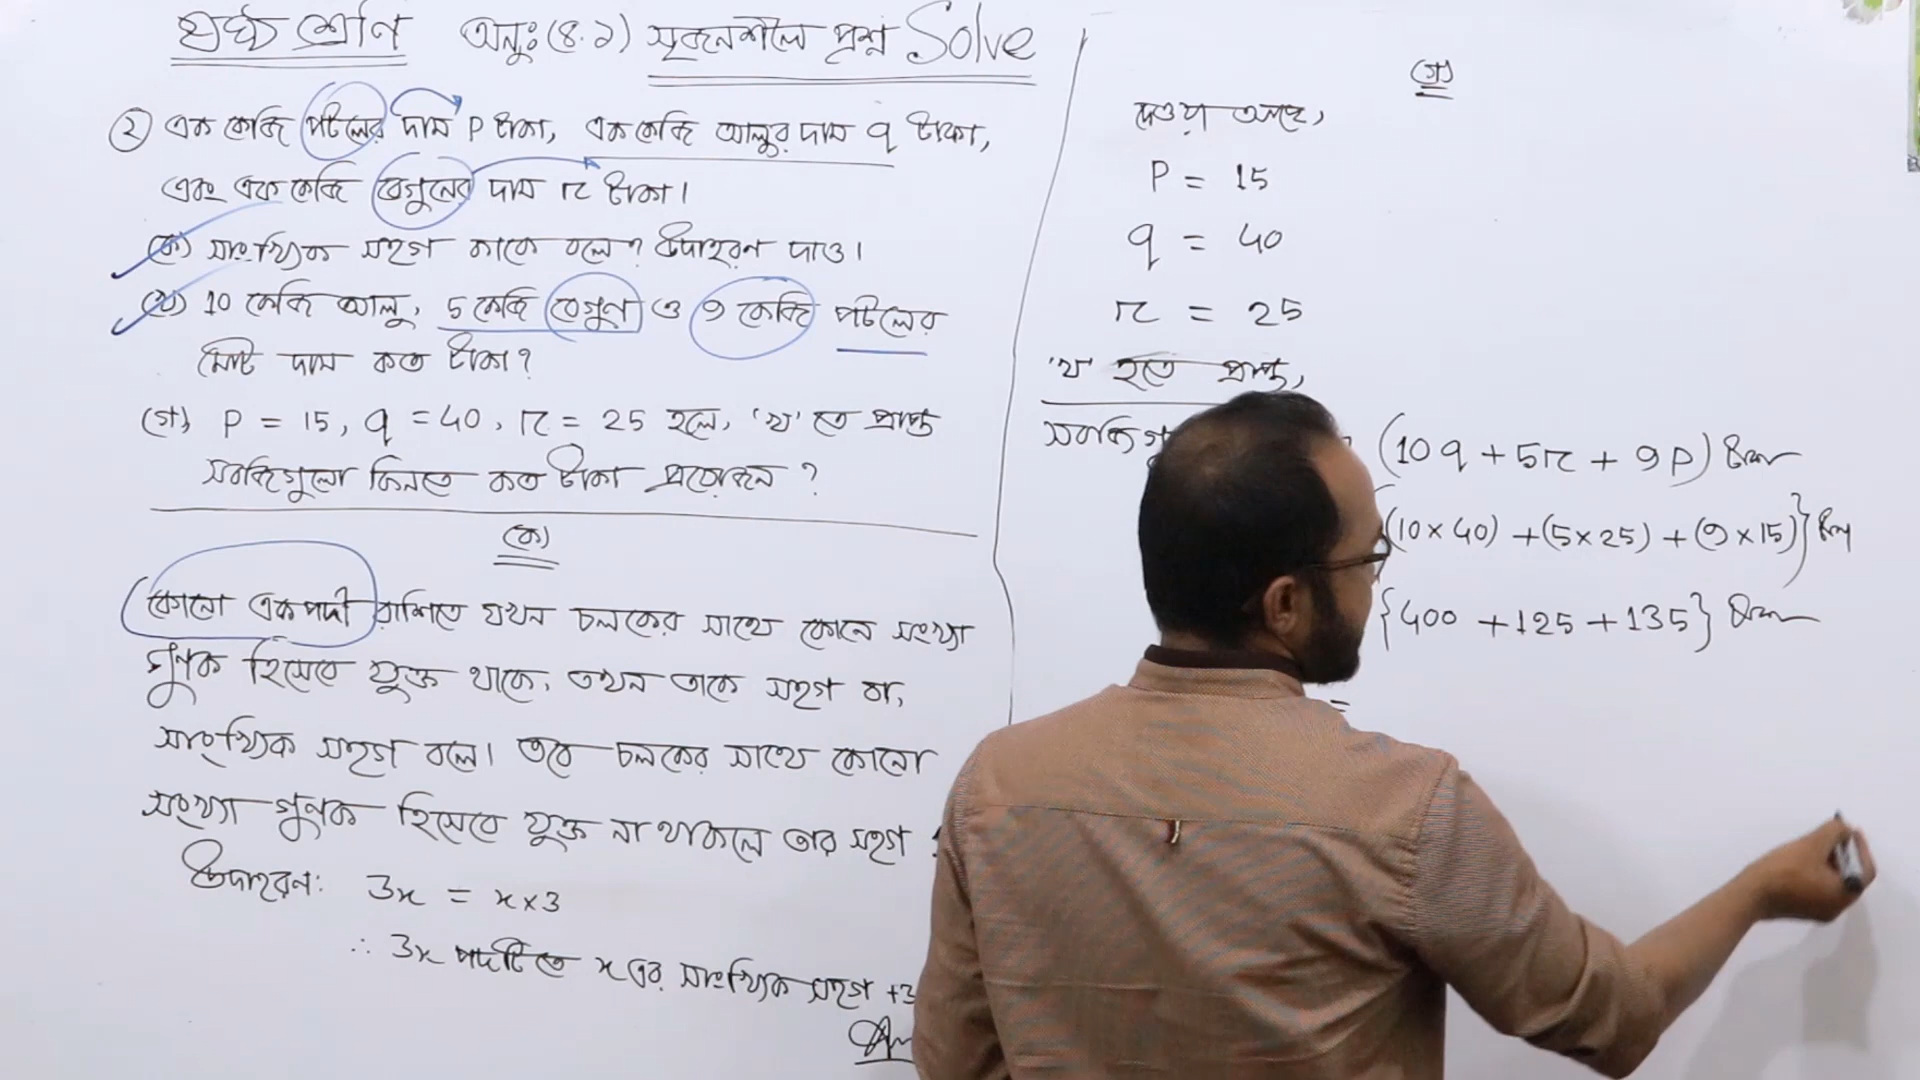 ষষ্ঠ শ্রেণি অনুঃ (৪.১) সৃজনশীল প্রশ্ন Solve
(২) এক কেজি পটলের দাম p টাকা, এক কেজি আলুর দাম q টাকা,
এবং এক কেজি বেগুনের দাম r টাকা।
(ক) সাংখ্যিক সহগ কাকে বলে? উদাহরণ দাও।
(খ) 10 কেজি আলু, 5 কেজি বেগুন ও 9 কেজি পটলের
মোট দাম কত টাকা?
(গ) p = 15, q = 40, r = 25 হলে, 'খ' তে প্রাপ্ত
সবজিগুলো কিনতে কত টাকা প্রয়োজন?
(ক)
কোনো একপদী রাশিতে যখন চলকের সাথে কোন সংখ্যা
গুণক হিসেবে যুক্ত থাকে, তখন তাকে সহগ বা,
সাংখ্যিক সহগ বলে। তবে চলকের সাথে কোনো
সংখ্যা গুণক হিসেবে যুক্ত না থাকলে তার সহগ
উদাহরণ: 3x = x×3
∴ 3x পদটিতে x এর সাংখ্যিক সহগ +3
(গ)
দেওয়া আছে,
p = 15
q = 40
r = 25
'খ' হতে প্রাপ্ত,
(10q + 5r + 9p) টাকা
(10×40) + (5×25) + (9×15)} টাকা
{400 + 125 + 135} টাকা
=